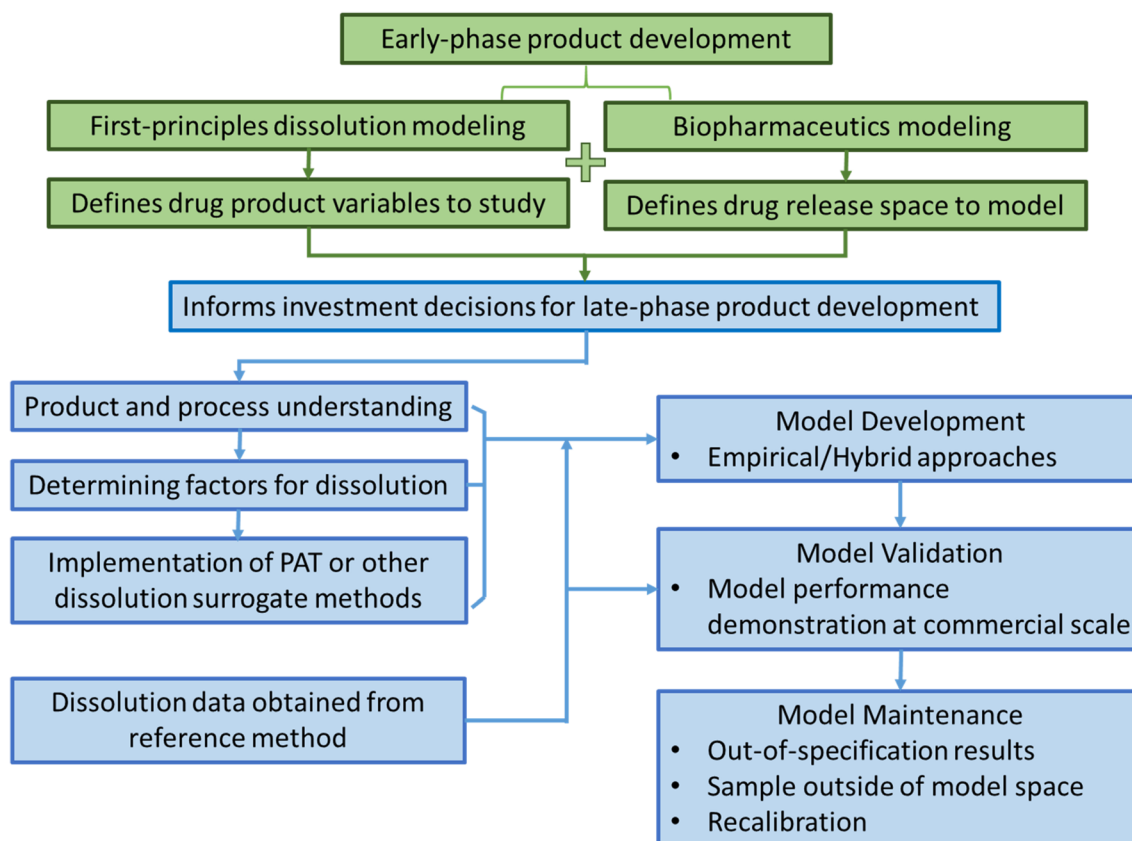 Early-phase product development
First-principles dissolution modeling
Biopharmaceutics modeling
Defines drug product variables to study
Defines drug release space to model
Informs investment decisions for late-phase product development
Product and process understanding
Determining factors for dissolution
Implementation of PAT or other
dissolution surrogate methods
Dissolution data obtained from
reference method
Model Development
• Empirical/Hybrid approaches
Model Validation
• Model performance
demonstration at commercial scale
Model Maintenance
• Out-of-specification results
• Sample outside of model space
• Recalibration